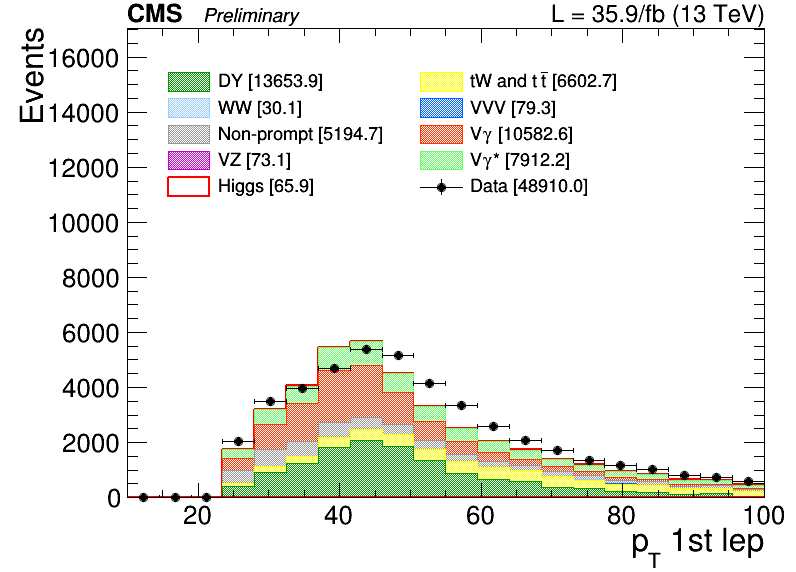 CMS Preliminary L = 35.9/fb (13 TeV)
Events
16000
14000
12000
10000
8000
6000
4000
2000
0
DY [13653.9]
WW [30.1]
Non-prompt [5194.7]
VZ [73.1]
Higgs [65.9]
tW and tt̄ [6602.7]
VVV [79.3]
Vγ [10582.6]
Vγ* [7912.2]
Data [48910.0]
20 40 60 80 100
p_T 1st lep